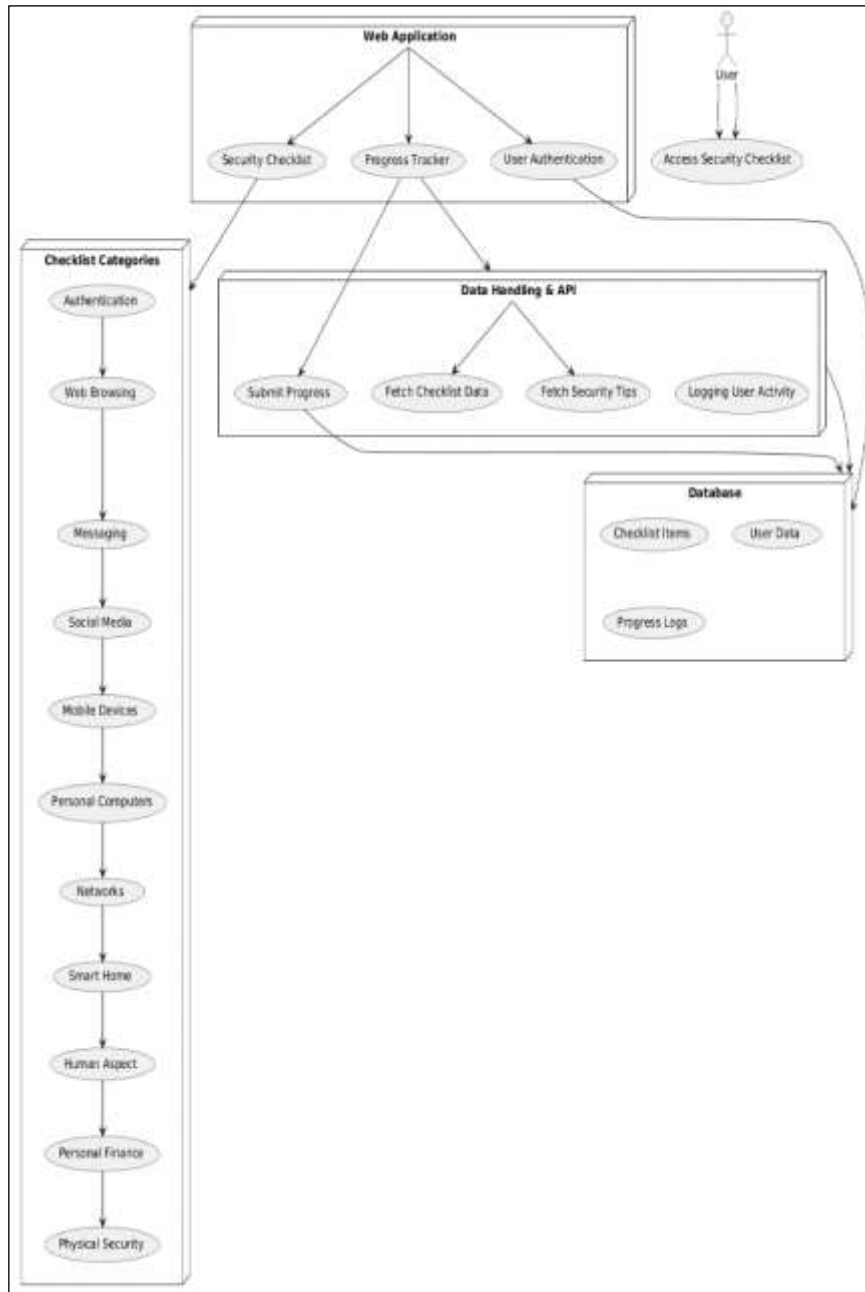 Web Application
User
Security Checklist
Progress Tracker
User Authentication
Access Security Checklist
Checklist Categories
Authentication
Web Browsing
Messaging
Social Media
Mobile Devices
Personal Computers
Networks
Smart Home
Human Aspect
Personal Finance
Physical Security
Data Handling & API
Submit Progress
Fetch Checklist Data
Fetch Security Tips
Logging User Activity
Database
Checklist Items
User Data
Progress Logs